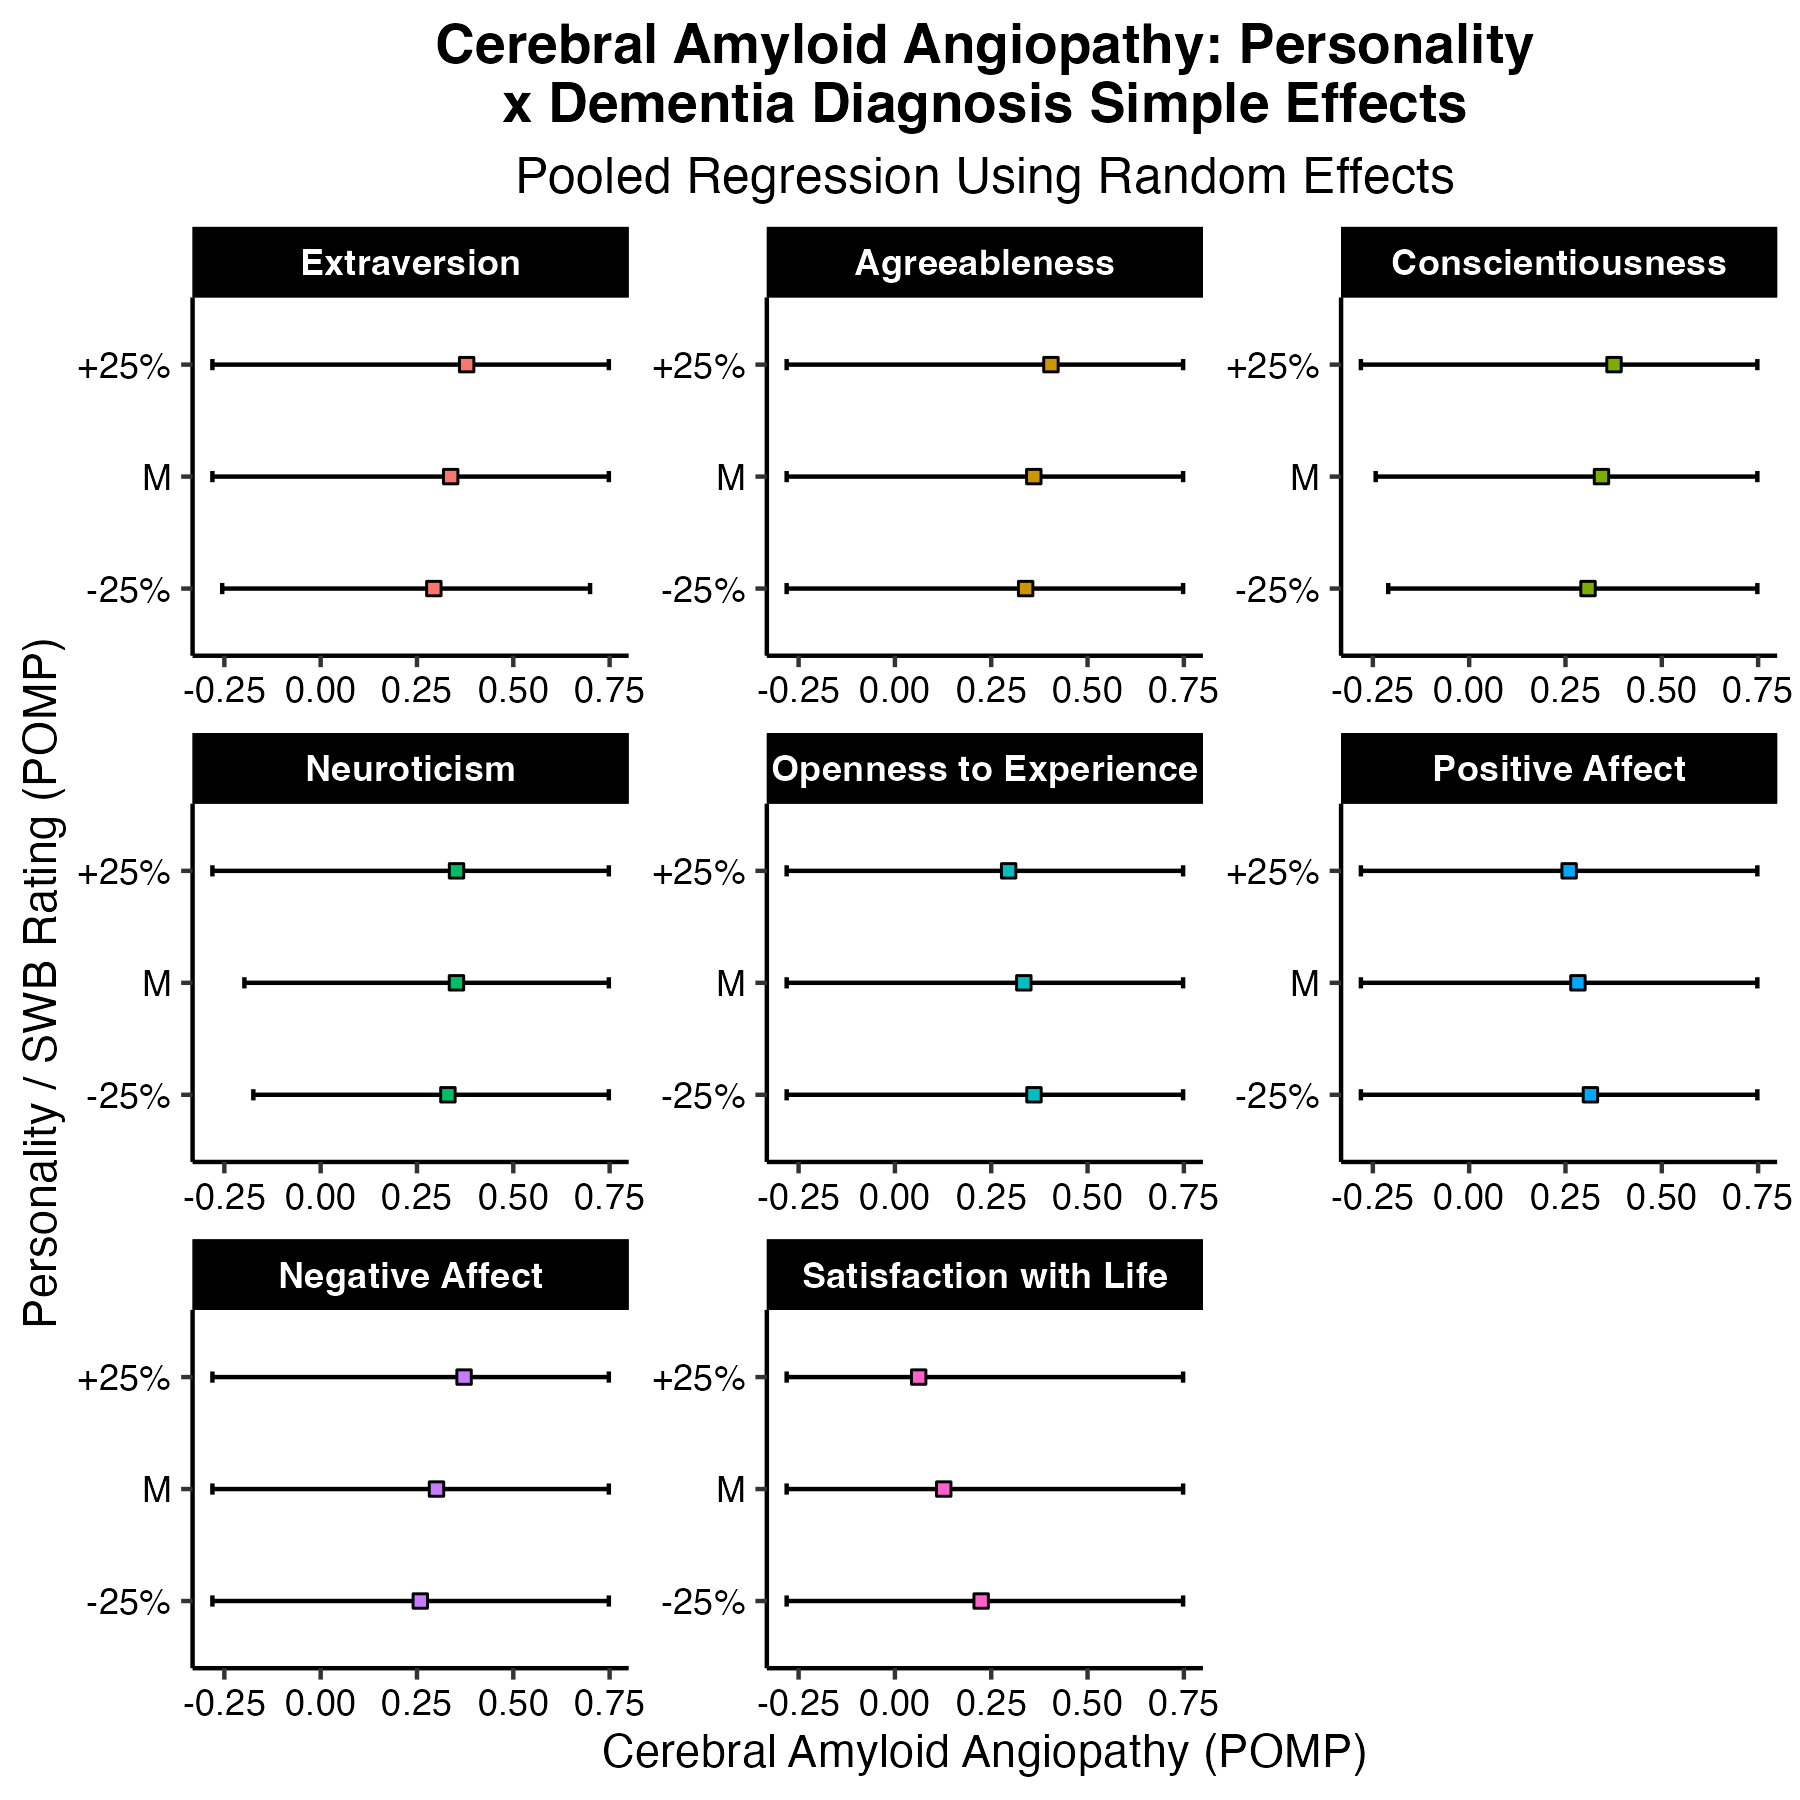 Cerebral Amyloid Angiopathy: Personality
x Dementia Diagnosis Simple Effects
Pooled Regression Using Random Effects
Personality / SWB Rating (POMP)
Extraversion
+25%
M
-25%
-0.25 0.00 0.25 0.50 0.75
Agreeableness
+25%
M
-25%
-0.25 0.00 0.25 0.50 0.75
Conscientiousness
+25%
M
-25%
-0.25 0.00 0.25 0.50 0.75
Neuroticism
+25%
M
-25%
-0.25 0.00 0.25 0.50 0.75
Openness to Experience
+25%
M
-25%
-0.25 0.00 0.25 0.50 0.75
Positive Affect
+25%
M
-25%
-0.25 0.00 0.25 0.50 0.75
Negative Affect
+25%
M
-25%
-0.25 0.00 0.25 0.50 0.75
Satisfaction with Life
+25%
M
-25%
-0.25 0.00 0.25 0.50 0.75
Cerebral Amyloid Angiopathy (POMP)